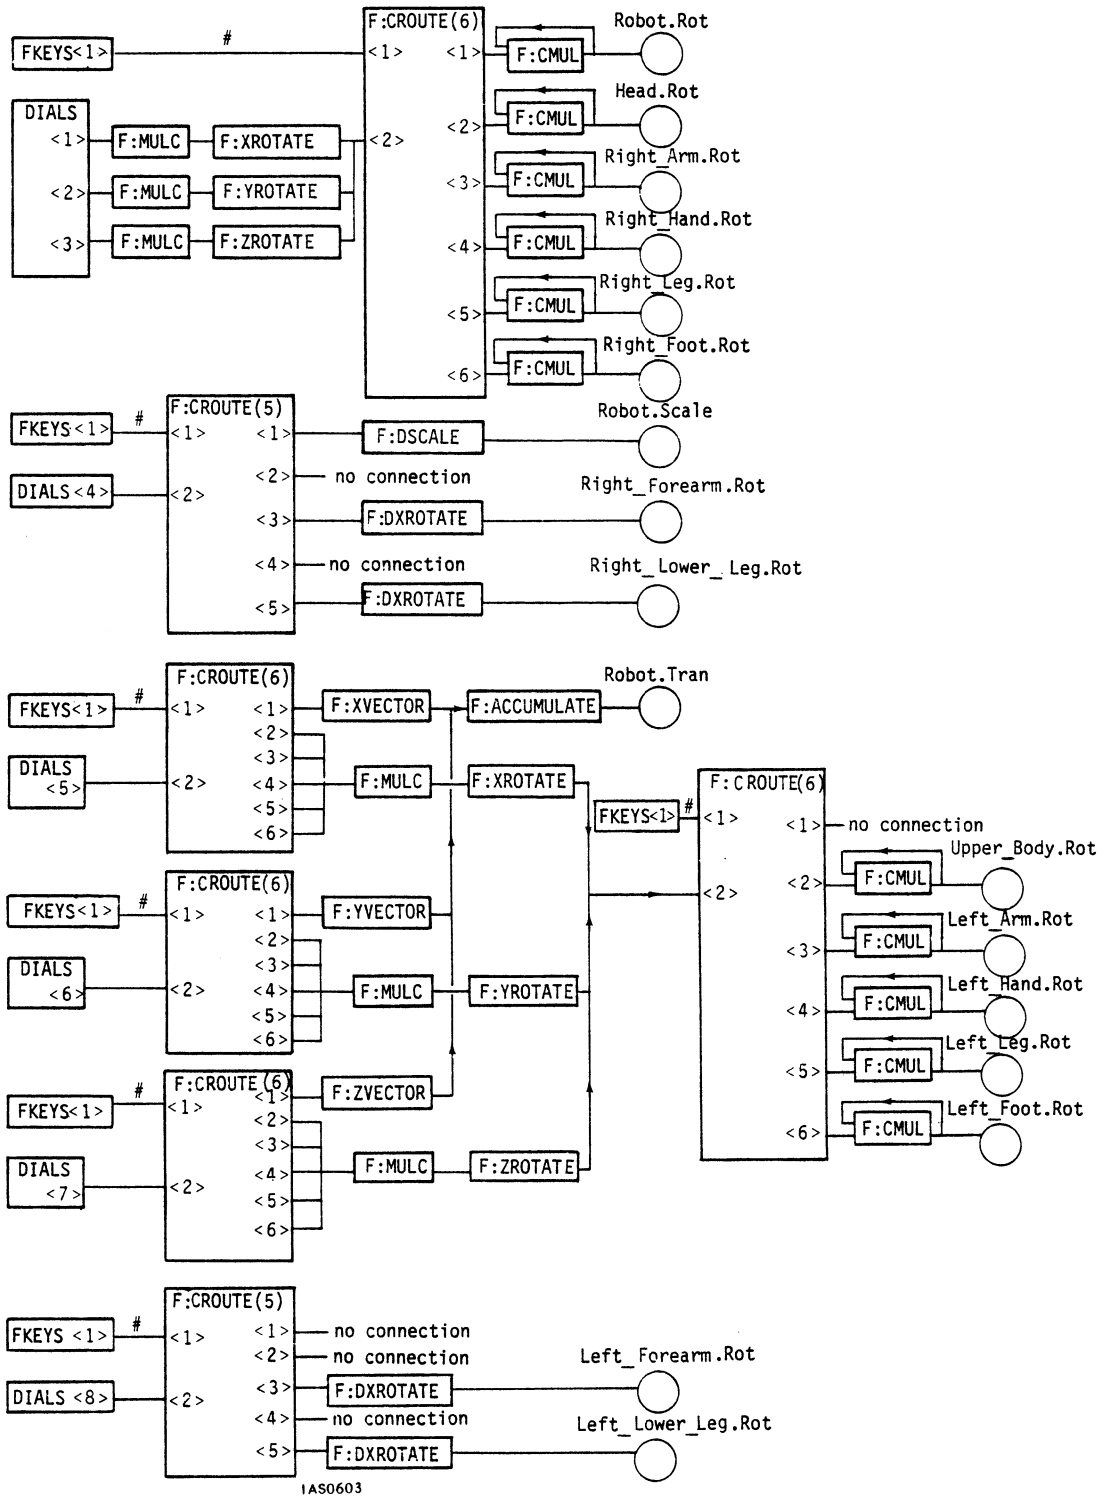 F:CROUTE(6)
FKEYS<1>
#
<1>
<1>
F:CMUL
Robot.Rot
DIALS
<1>
F:MULC
F:XROTATE
<2>
<2>
F:MULC
F:YROTATE
<3>
F:MULC
F:ZROTATE
<2>
F:CMUL
Head.Rot
<3>
F:CMUL
Right_Arm.Rot
<4>
F:CMUL
Right_Hand.Rot
<5>
F:CMUL
Right_Leg.Rot
<6>
F:CMUL
Right_Foot.Rot
F:CROUTE(5)
FKEYS<1>
#
<1>
<1>
F:DSCALE
Robot.Scale
<2>
no connection
DIALS<4>
<2>
<3>
F:DXROTATE
Right_Forearm.Rot
<4>
no connection
<5>
F:DXROTATE
Right_Lower_Leg.Rot
F:CROUTE(6)
FKEYS<1>
#
<1>
<1>
F:XVECTOR
F:ACCUMULATE
Robot.Tran
<2>
<3>
DIALS
<5>
<2>
<4>
F:MULC
F:XROTATE
<5>
<6>
F:CROUTE(6)
FKEYS<1>
#
<1>
<1>
no connection
<2>
<2>
F:CMUL
Upper_Body.Rot
<3>
F:CMUL
Left_Arm.Rot
<4>
F:CMUL
Left_Hand.Rot
<5>
F:CMUL
Left_Leg.Rot
<6>
F:CMUL
Left_Foot.Rot
F:CROUTE(6)
FKEYS<1>
#
<1>
<1>
F:YVECTOR
<2>
<3>
DIALS
<6>
<2>
<4>
F:MULC
F:YROTATE
<5>
<6>
F:CROUTE(6)
FKEYS<1>
#
<1>
<1>
F:ZVECTOR
<2>
<3>
DIALS
<7>
<2>
<4>
F:MULC
F:ZROTATE
<5>
<6>
F:CROUTE(5)
FKEYS <1>
#
<1>
<1>
no connection
<2>
no connection
DIALS <8>
<2>
<3>
F:DXROTATE
Left_Forearm.Rot
<4>
no connection
<5>
F:DXROTATE
Left_Lower_Leg.Rot
IAS0603